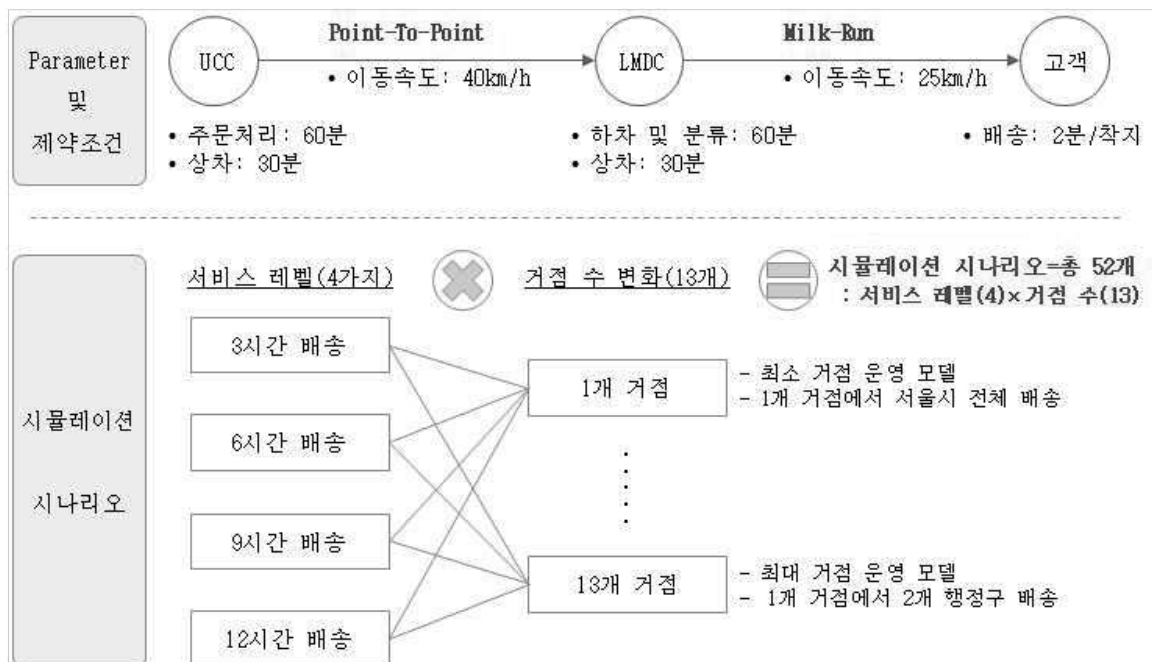 Parameter
및
제약조건
UCC
Point-To-Point
• 이동속도: 40km/h
LMDC
Milk-Run
• 이동속도: 25km/h
고객
• 주문처리: 60분
• 상차: 30분
• 하차 및 분류: 60분
• 상차: 30분
• 배송: 2분/착지
시뮬레이션
시나리오
서비스 레벨(4가지)
거점 수 변화(13개)
시뮬레이션 시나리오=총 52개
: 서비스 레벨(4)×거점 수(13)
3시간 배송
6시간 배송
9시간 배송
12시간 배송
1개 거점
- 최소 거점 운영 모델
- 1개 거점에서 서울시 전체 배송
13개 거점
- 최대 거점 운영 모델
- 1개 거점에서 2개 행정구 배송